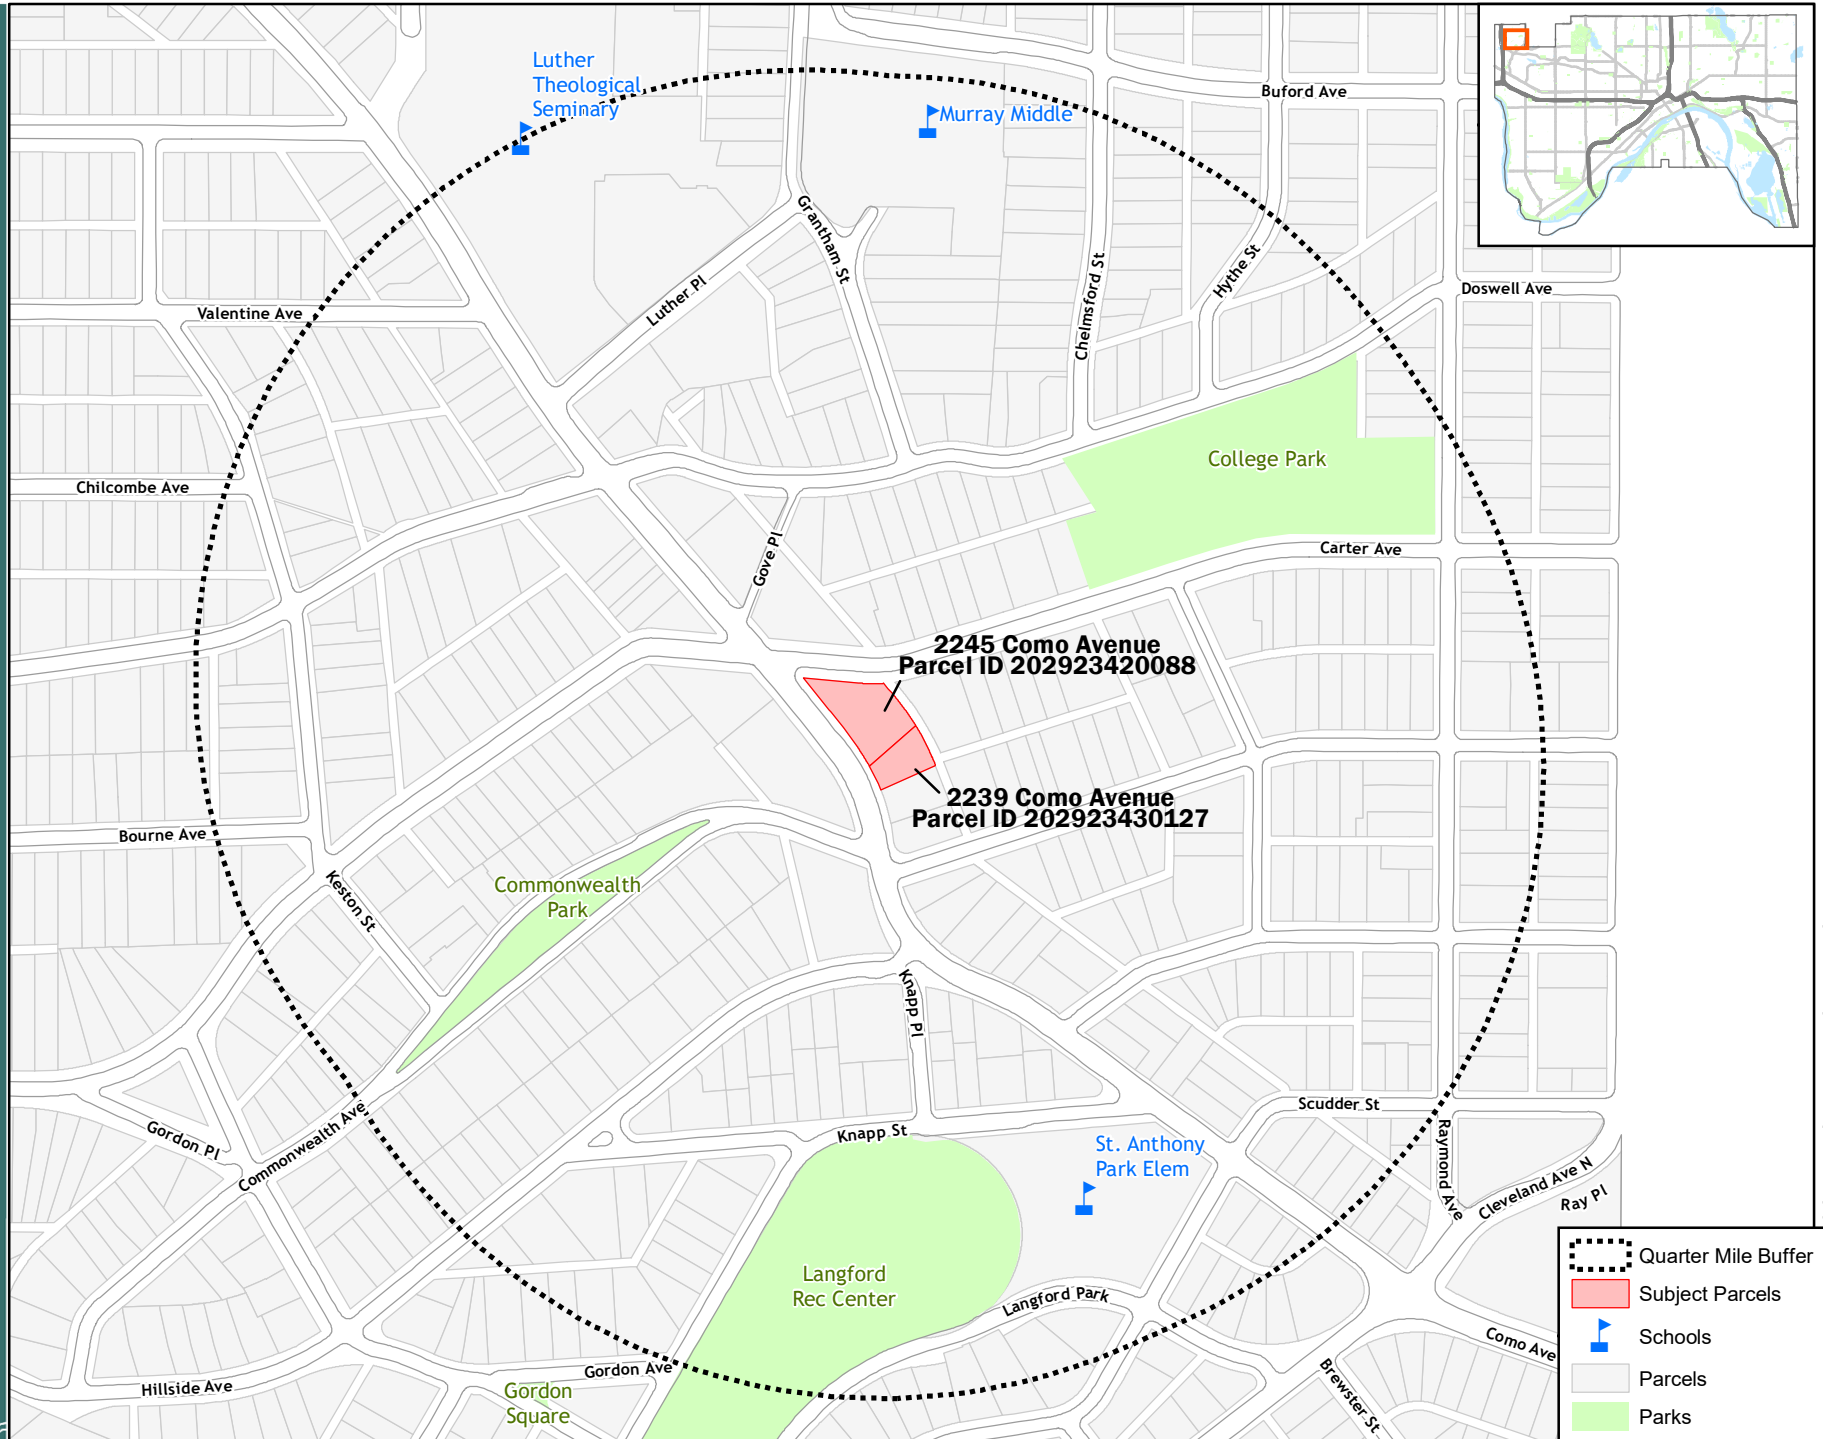 Luther
Theological
Seminary
Murray Middle
Buford Ave
Grantham St
Luther Pl
Chelmsford St
Hythe St
Doswell Ave
Valentine Ave
College Park
Chilcombe Ave
Gove Pl
Carter Ave
2245 Como Avenue
Parcel ID 202923420088
2239 Como Avenue
Parcel ID 202923430127
Bourne Ave
Keston St
Commonwealth
Park
Knapp Pl
Scudder St
Gordon Pl
Commonwealth Ave
Knapp St
St. Anthony
Park Elem
Raymond Ave
Cleveland Ave N
Ray Pl
Langford
Rec Center
Langford Park
Como Ave
Gordon Ave
Hillside Ave
Gordon
Square
Brewster St
Quarter Mile Buffer
Subject Parcels
Schools
Parcels
Parks